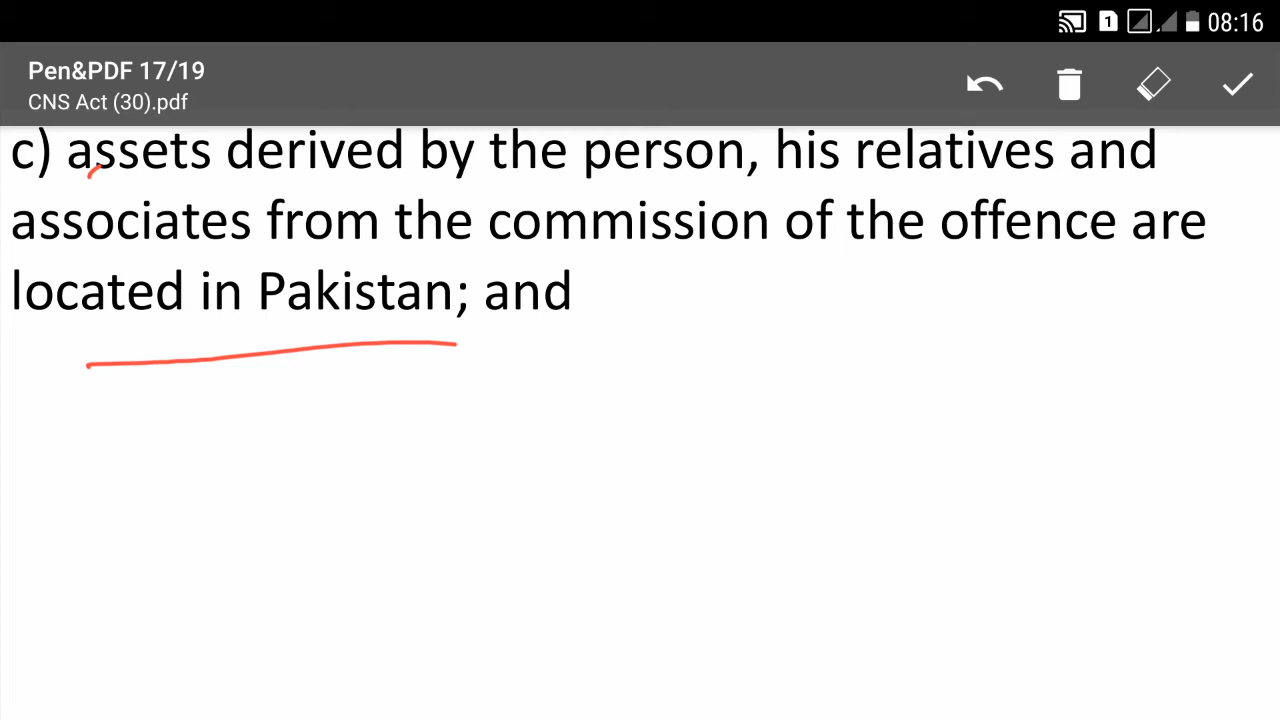 1 08:16
Pen&PDF 17/19
CNS Act (30).pdf
c) assets derived by the person, his relatives and
associates from the commission of the offence are
located in Pakistan; and